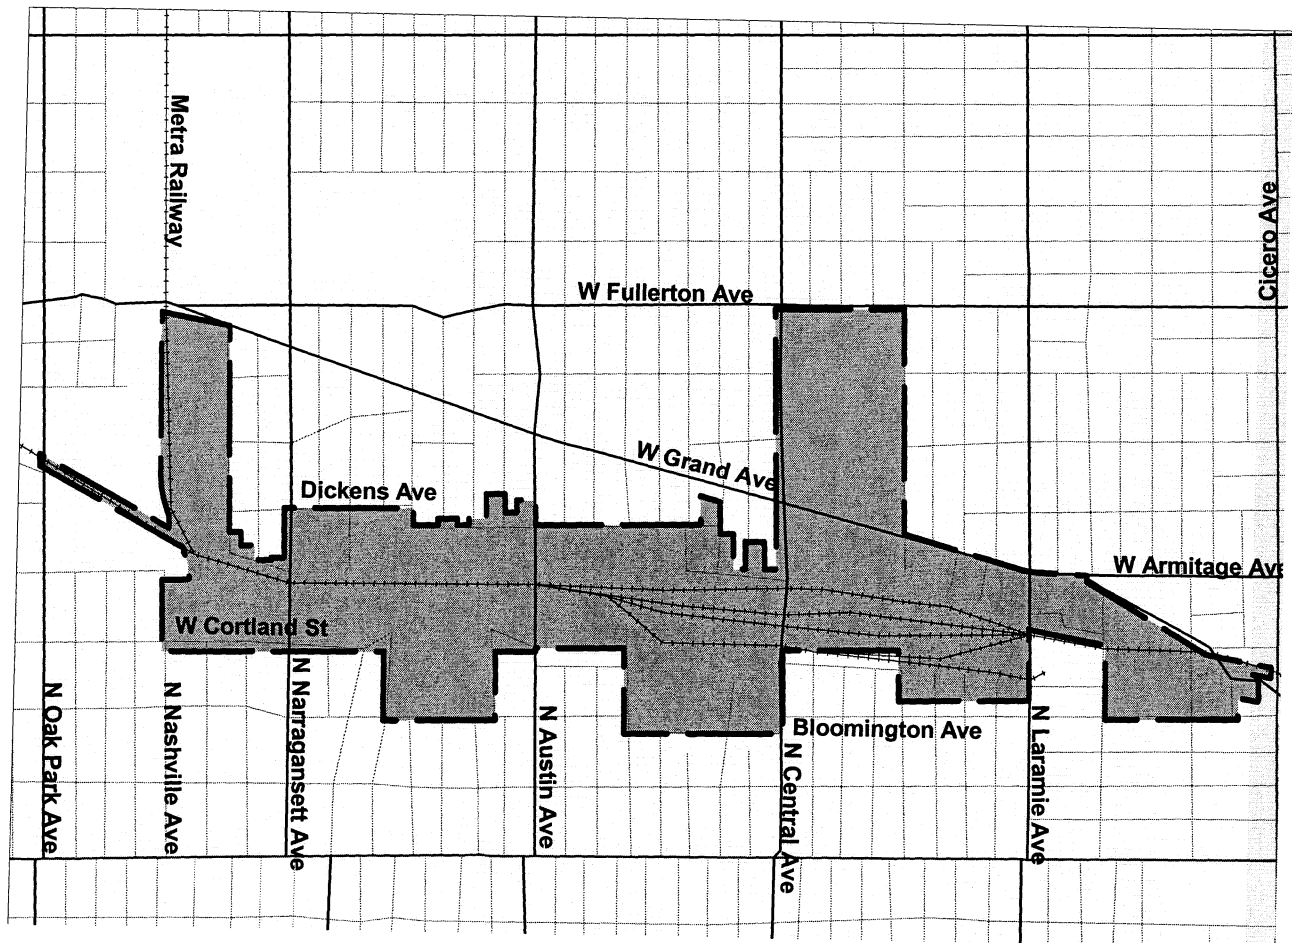 Metra Railway
Cicero Ave
W Fullerton Ave
W Grand Ave
Dickens Ave
W Armitage Ave
W Cortland St
Bloomington Ave
N Oak Park Ave
N Nashville Ave
N Narragansett Ave
N Austin Ave
N Central Ave
N Laramie Ave